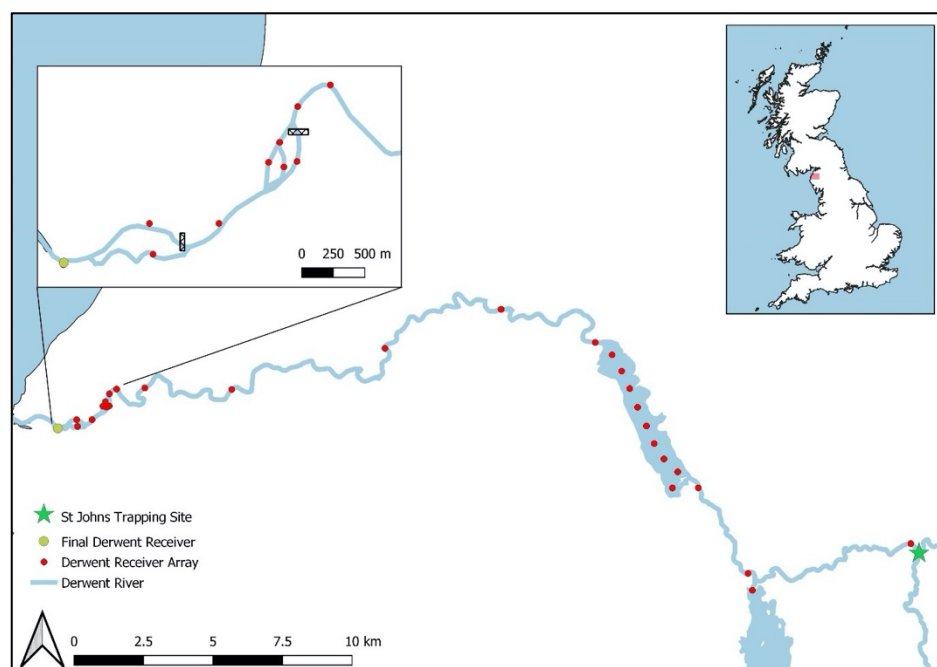 0 250 500 m
St Johns Trapping Site
Final Derwent Receiver
Derwent Receiver Array
Derwent River
0 2.5 5 7.5 10 km